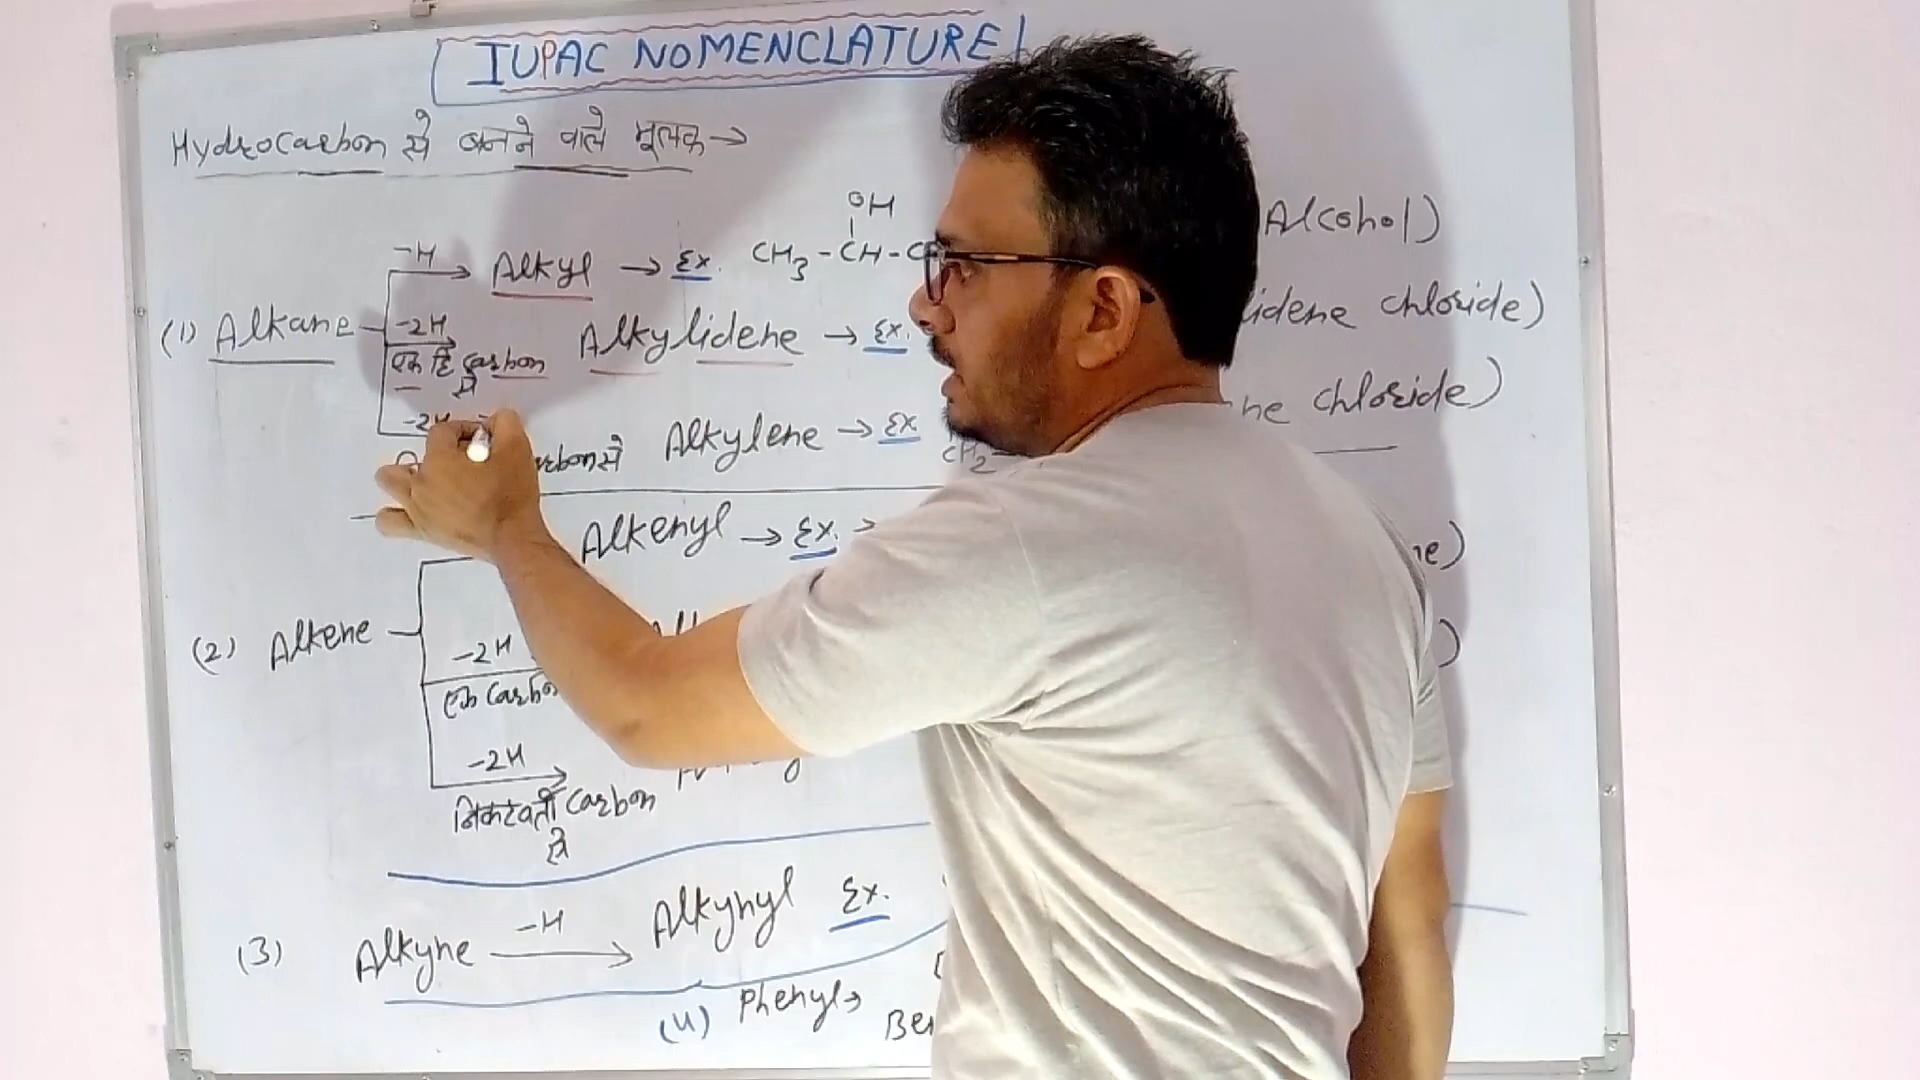 IUPAC NOMENCLATURE
Hydrocarbon से बनने वाले मूलक →
OH
-H → Alkyl → Ex. CH3-CH-C
Alcohol)
(1) Alkane -2H Alkylidene → Ex.
idene chloride)
एक हि carbon से
-2H
carbon से Alkylene → Ex
ne chloride)
CH2-
Alkenyl → Ex. →
ne)
(2) Alkene
-2H
एक carbon
-2H
निकटवर्ती carbon से
(3) Alkyne -H → Alkynyl Ex.
(4) Phenyl → Ben